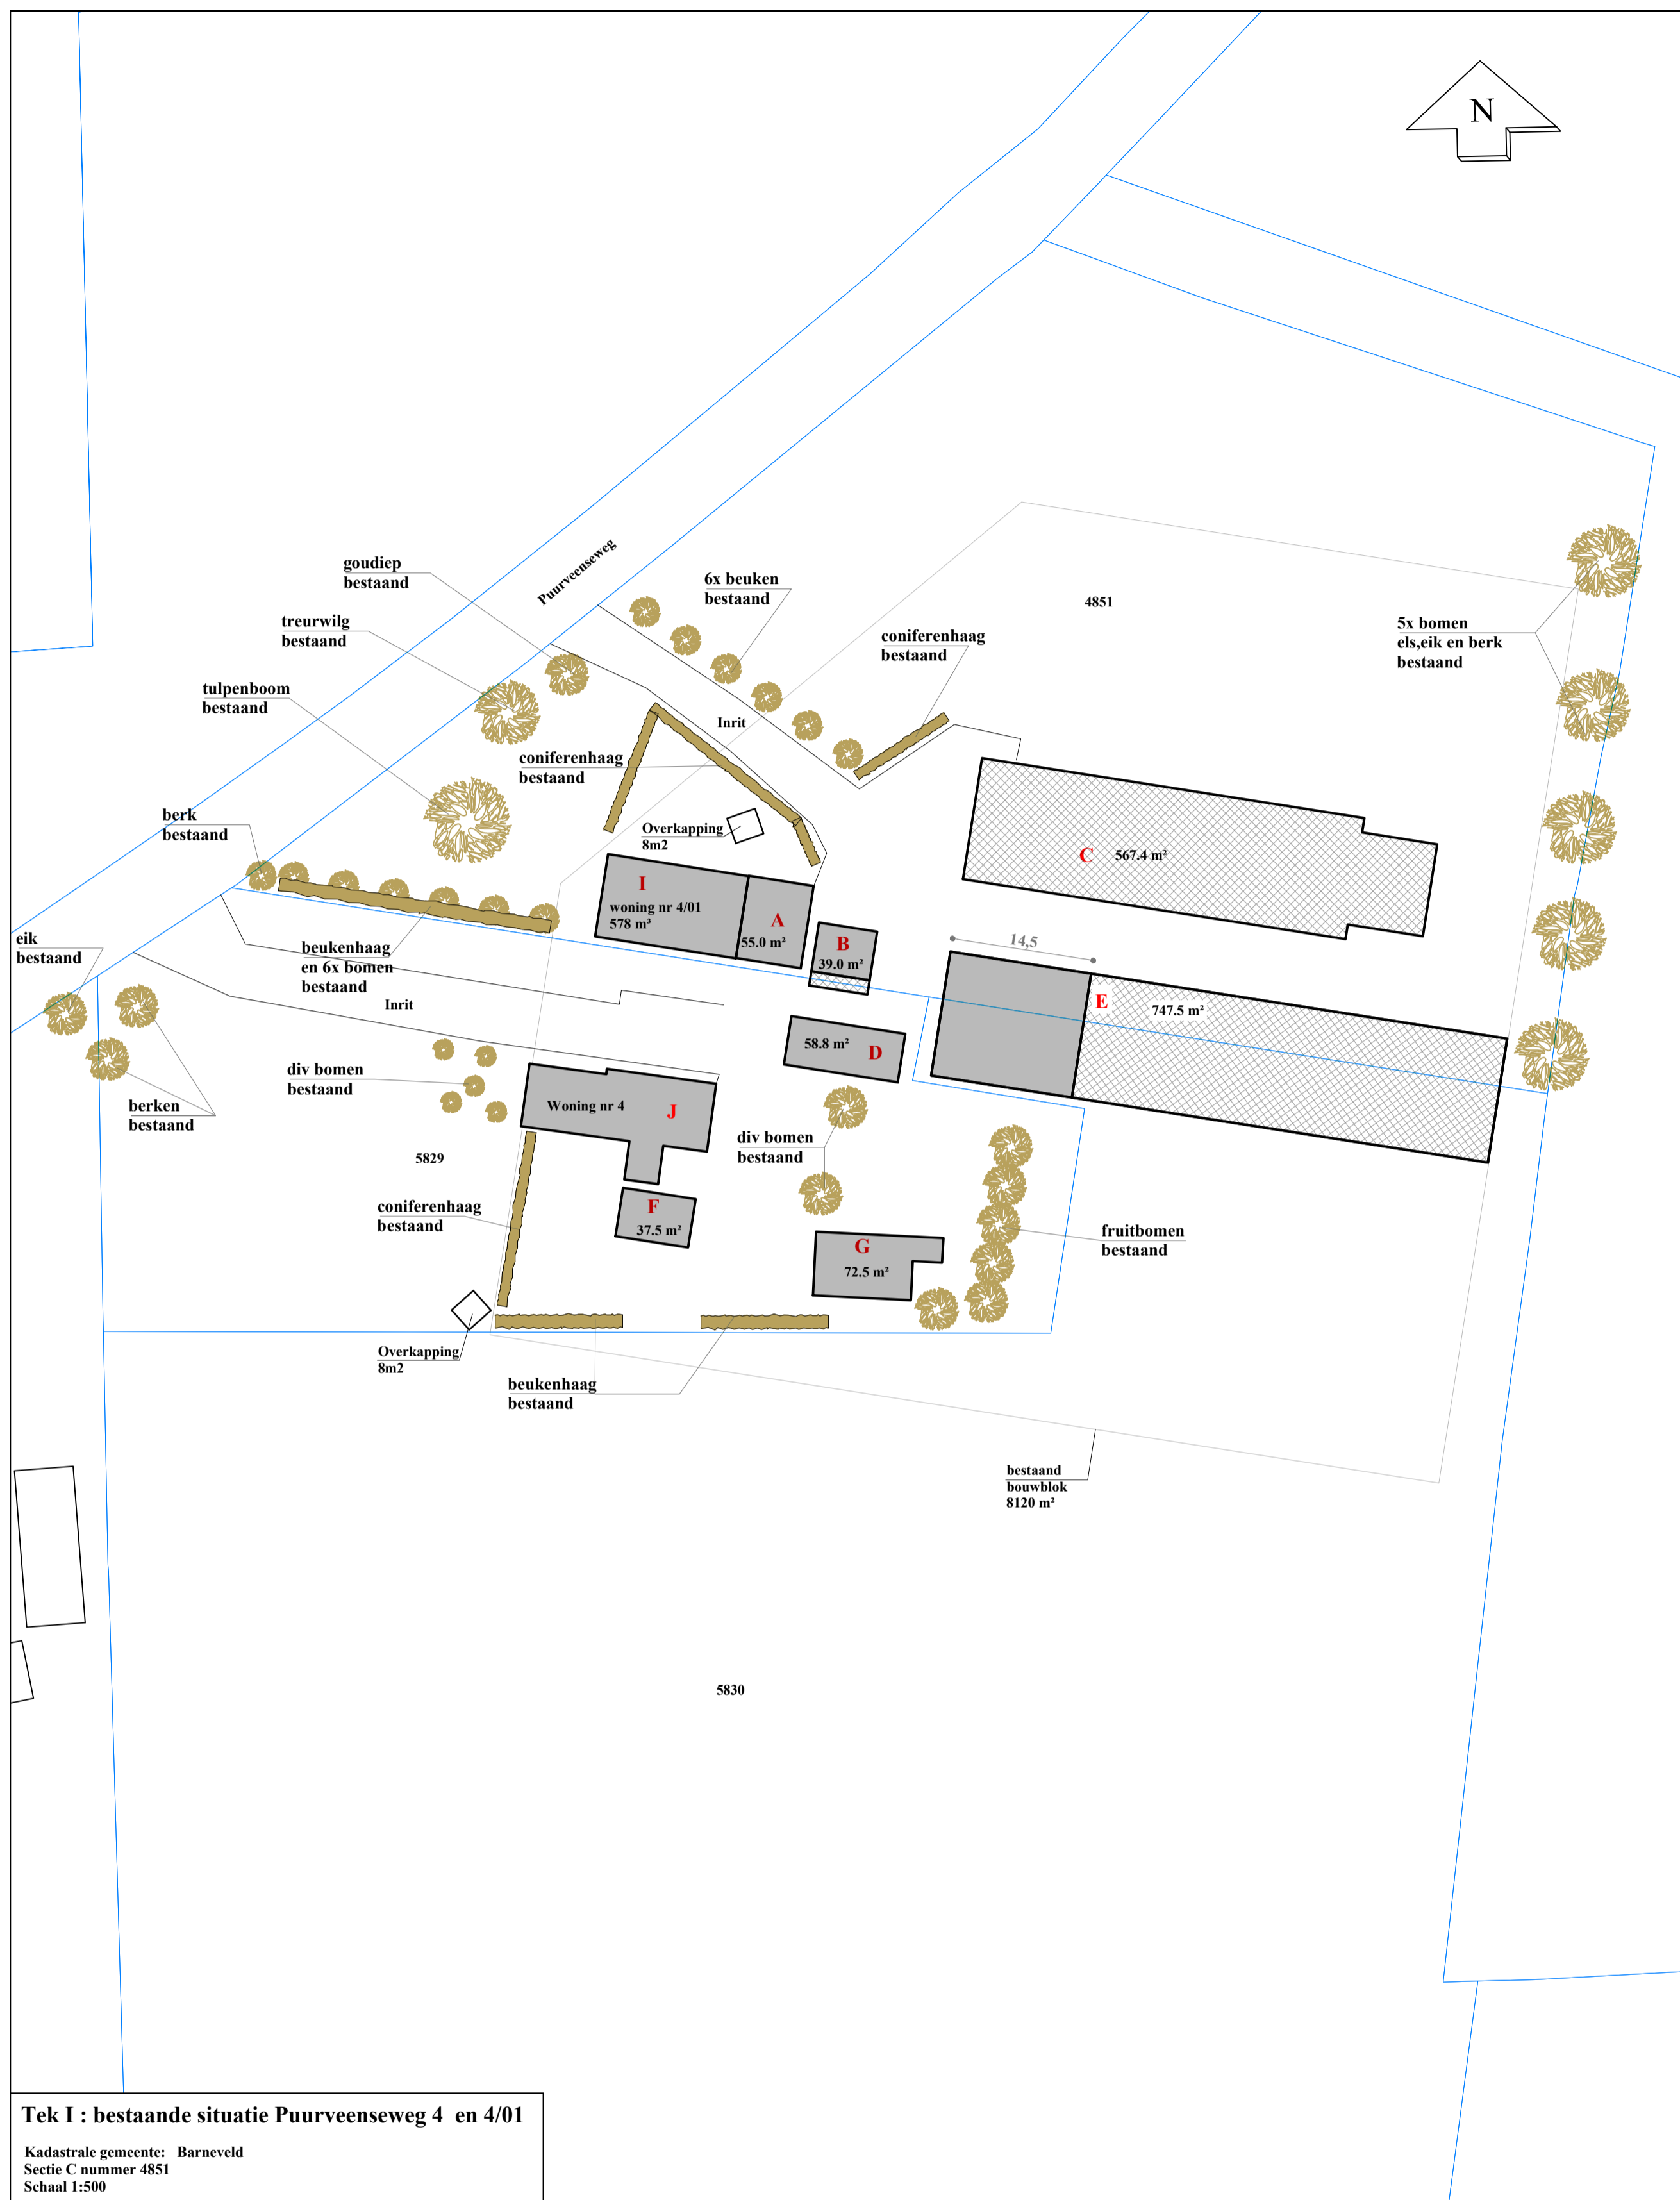 N
goudiep
bestaand
Puurveenseweg
6x beuken
bestaand
4851
treurwilg
bestaand
coniferenhaag
bestaand
5x bomen
els,eik en berk
bestaand
tulpenboom
bestaand
Inrit
coniferenhaag
bestaand
berk
bestaand
Overkapping
8m2
C 567.4 m²
I
woning nr 4/01
578 m³
A
55.0 m²
B
39.0 m²
14,5
eik
bestaand
beukenhaag
en 6x bomen
bestaand
Inrit
E 747.5 m²
58.8 m² D
div bomen
bestaand
Woning nr 4 J
berken
bestaand
div bomen
bestaand
5829
coniferenhaag
bestaand
F
37.5 m²
fruitbomen
bestaand
G
72.5 m²
Overkapping
8m2
beukenhaag
bestaand
bestaand
bouwblok
8120 m²
5830
Tek I : bestaande situatie Puurveenseweg 4 en 4/01
Kadastrale gemeente: Barneveld
Sectie C nummer 4851
Schaal 1:500